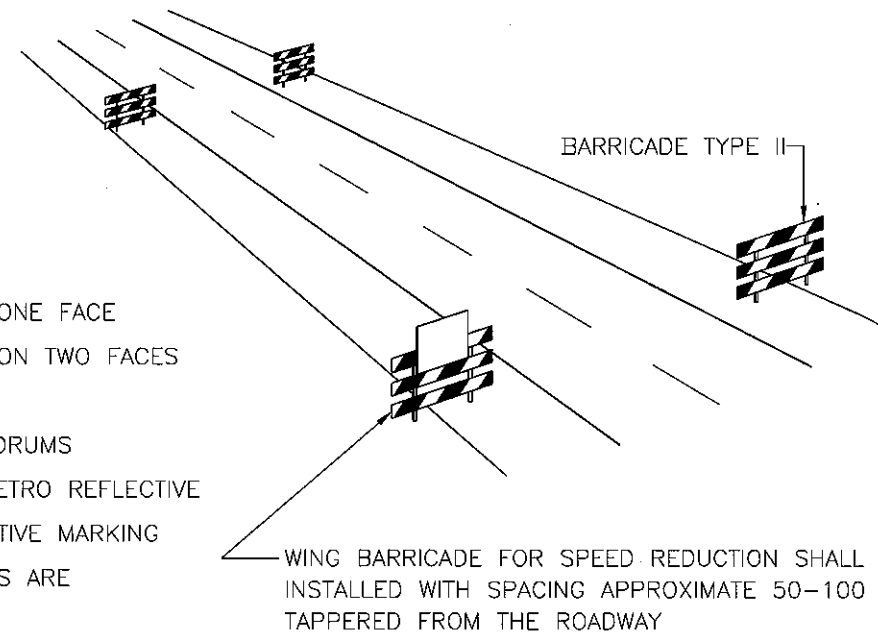 BARRICADE TYPE II
ONE FACE
ON TWO FACES
DRUMS
ETRO REFLECTIVE
TIVE MARKING
S ARE
WING BARRICADE FOR SPEED REDUCTION SHALL
INSTALLED WITH SPACING APPROXIMATE 50-100
TAPPERED FROM THE ROADWAY